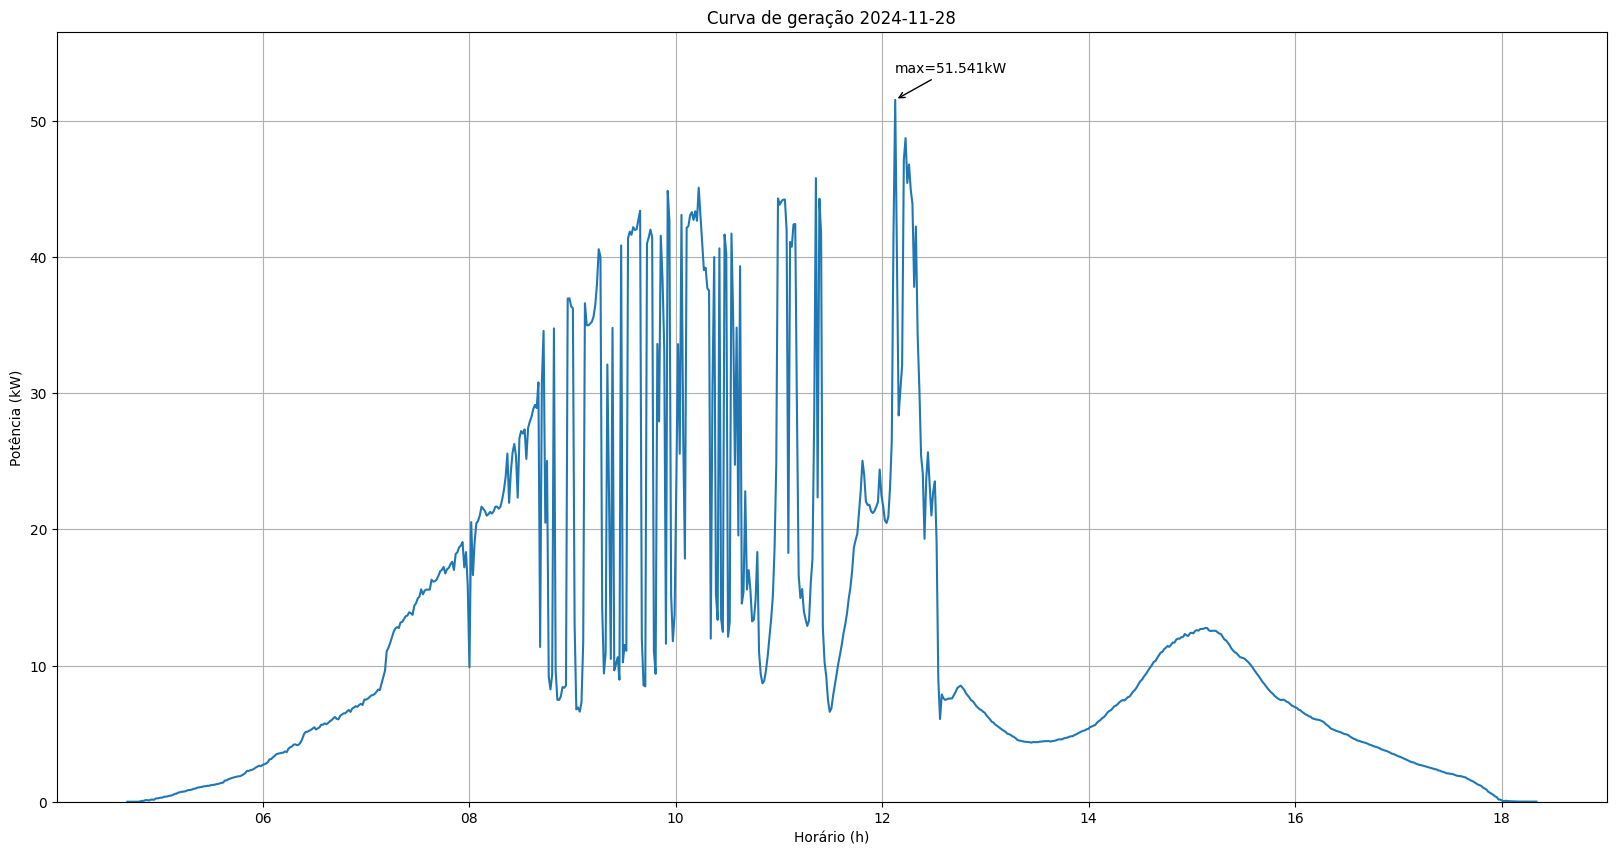 Curva de geração 2024-11-28
max=51.541kW
50
40
30
20
10
0
Potência (kW)
06 08 10 12 14 16 18
Horário (h)